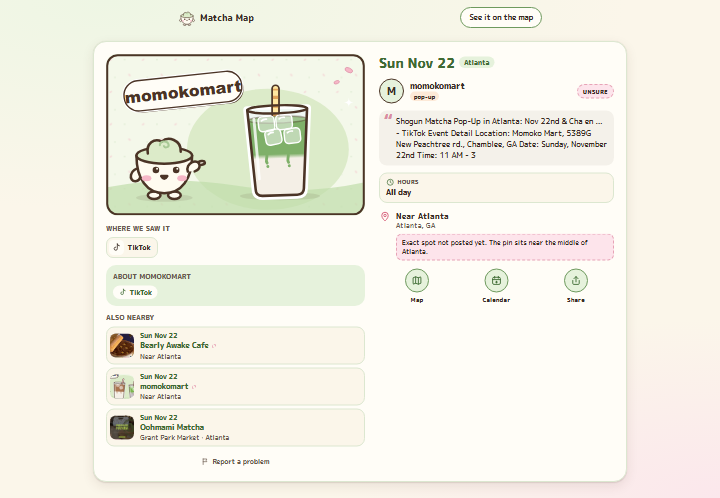 Matcha Map
See it on the map
momokomart
WHERE WE SAW IT
TikTok
ABOUT MOMOKOMART
TikTok
ALSO NEARBY
Sun Nov 22
Bearly Awake Cafe
Near Atlanta
Sun Nov 22
momokomart
Near Atlanta
Sun Nov 22
Oohmami Matcha
Grant Park Market · Atlanta
Report a problem
Sun Nov 22
Atlanta
M
momokomart
pop-up
UNSURE
Shogun Matcha Pop-Up in Atlanta: Nov 22nd & Cha en ...
- TikTok Event Detail Location: Momoko Mart, 5389G
New Peachtree rd., Chamblee, GA Date: Sunday, November
22nd Time: 11 AM - 3
HOURS
All day
Near Atlanta
Atlanta, GA
Exact spot not posted yet. The pin sits near the middle of
Atlanta.
Map
Calendar
Share